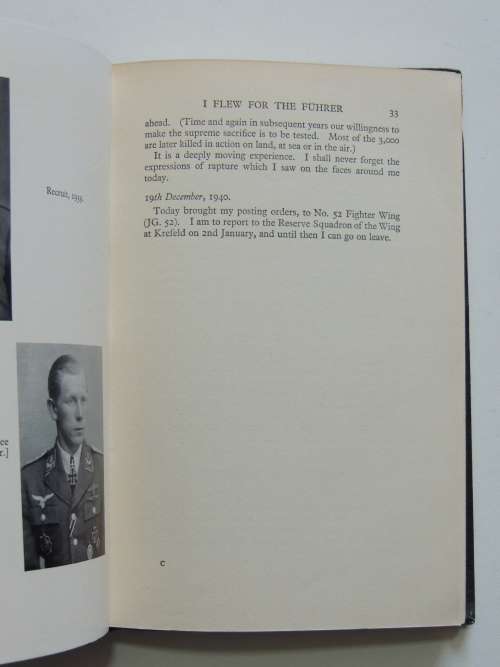 Recruit, 1939.
ce
r.]
I FLEW FOR THE FÜHRER
33
ahead. (Time and again in subsequent years our willingness to
make the supreme sacrifice is to be tested. Most of the 3,000
are later killed in action on land, at sea or in the air.)
It is a deeply moving experience. I shall never forget the
expressions of rapture which I saw on the faces around me
today.
19th December, 1940.
Today brought my posting orders, to No. 52 Fighter Wing
(JG. 52). I am to report to the Reserve Squadron of the Wing
at Krefeld on 2nd January, and until then I can go on leave.
C